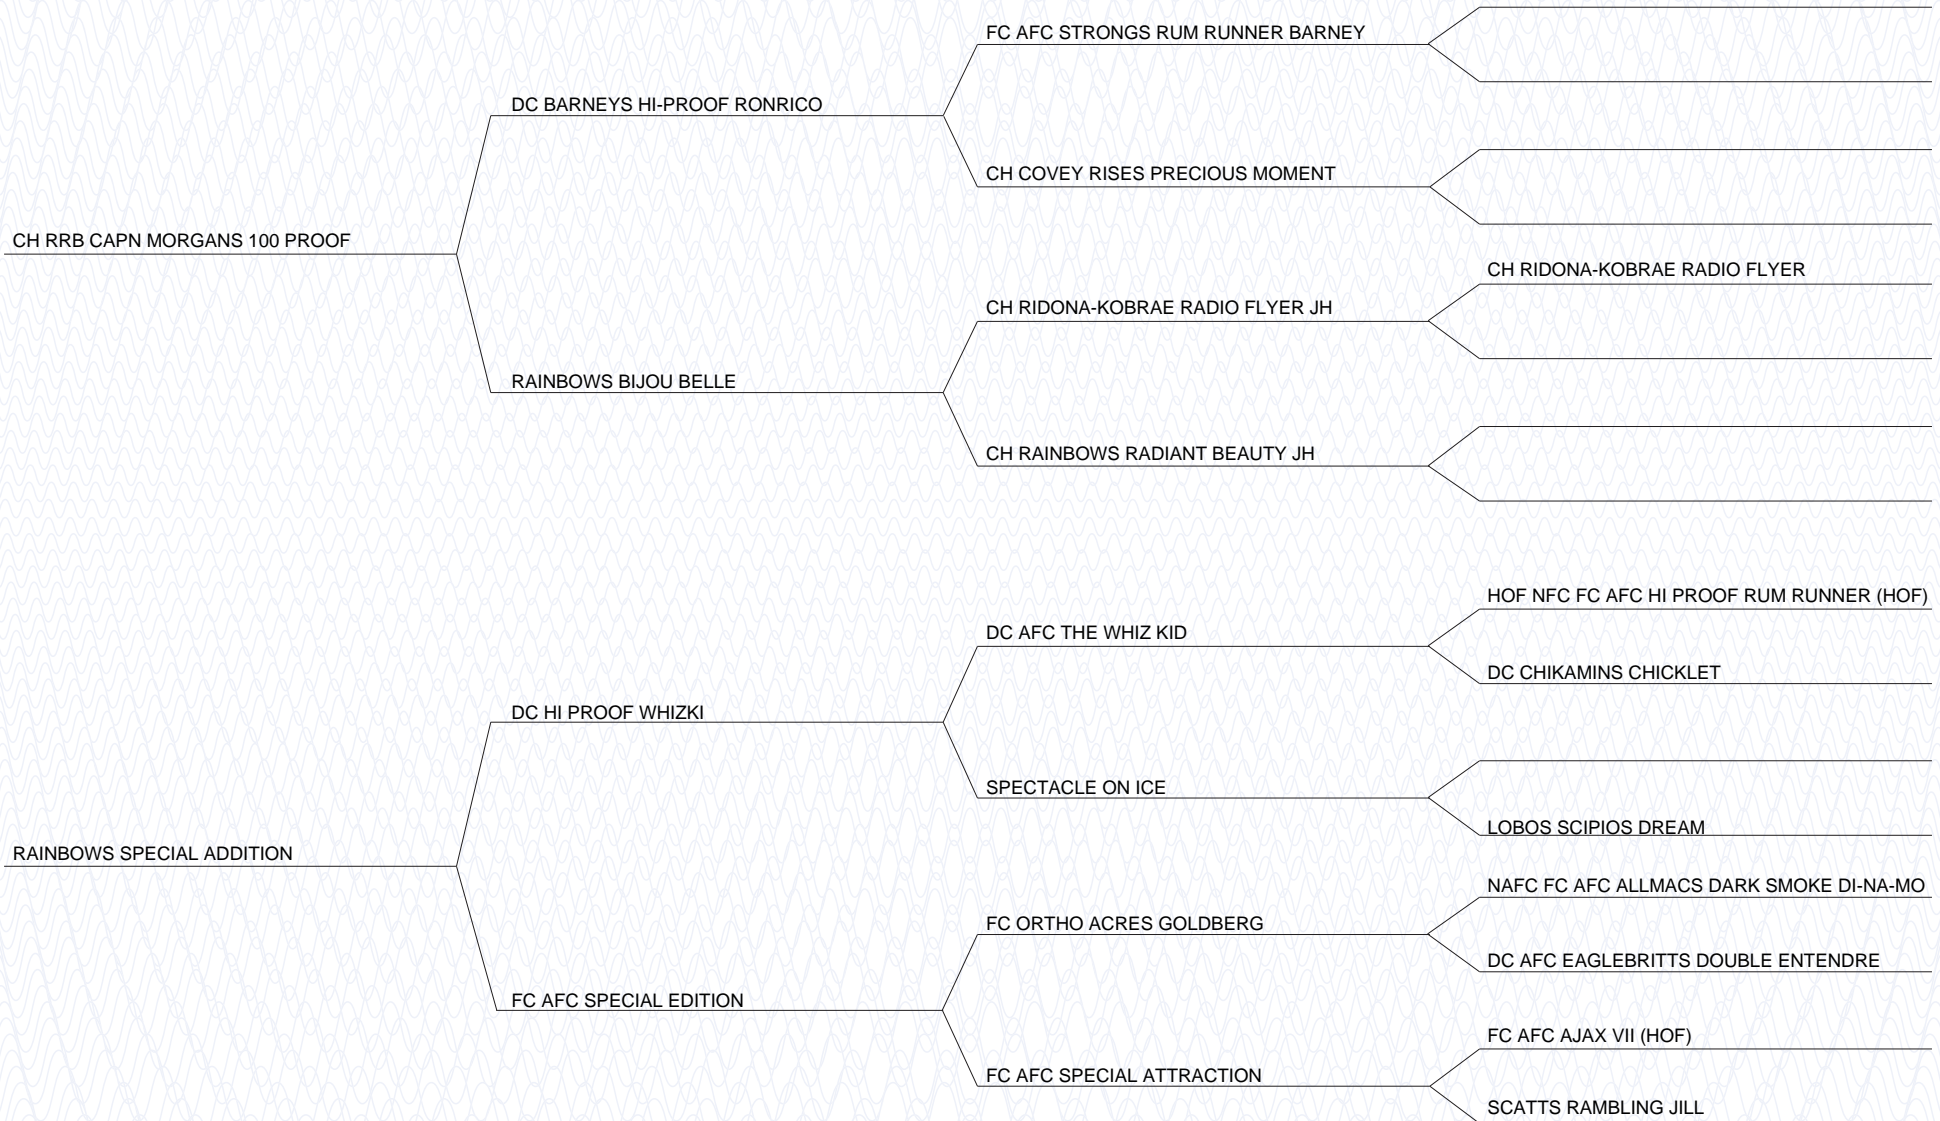 FC AFC STRONGS RUM RUNNER BARNEY
DC BARNEYS HI-PROOF RONRICO
CH COVEY RISES PRECIOUS MOMENT
CH RRB CAPN MORGANS 100 PROOF
CH RIDONA-KOBRAE RADIO FLYER
CH RIDONA-KOBRAE RADIO FLYER JH
RAINBOWS BIJOU BELLE
CH RAINBOWS RADIANT BEAUTY JH
HOF NFC FC AFC HI PROOF RUM RUNNER (HOF)
DC AFC THE WHIZ KID
DC CHIKAMINS CHICKLET
DC HI PROOF WHIZKI
SPECTACLE ON ICE
LOBOS SCIPIOS DREAM
RAINBOWS SPECIAL ADDITION
NAFC FC AFC ALLMACS DARK SMOKE DI-NA-MO
FC ORTHO ACRES GOLDBERG
DC AFC EAGLEBRITTS DOUBLE ENTENDRE
FC AFC SPECIAL EDITION
FC AFC AJAX VII (HOF)
FC AFC SPECIAL ATTRACTION
SCATTS RAMBLING JILL